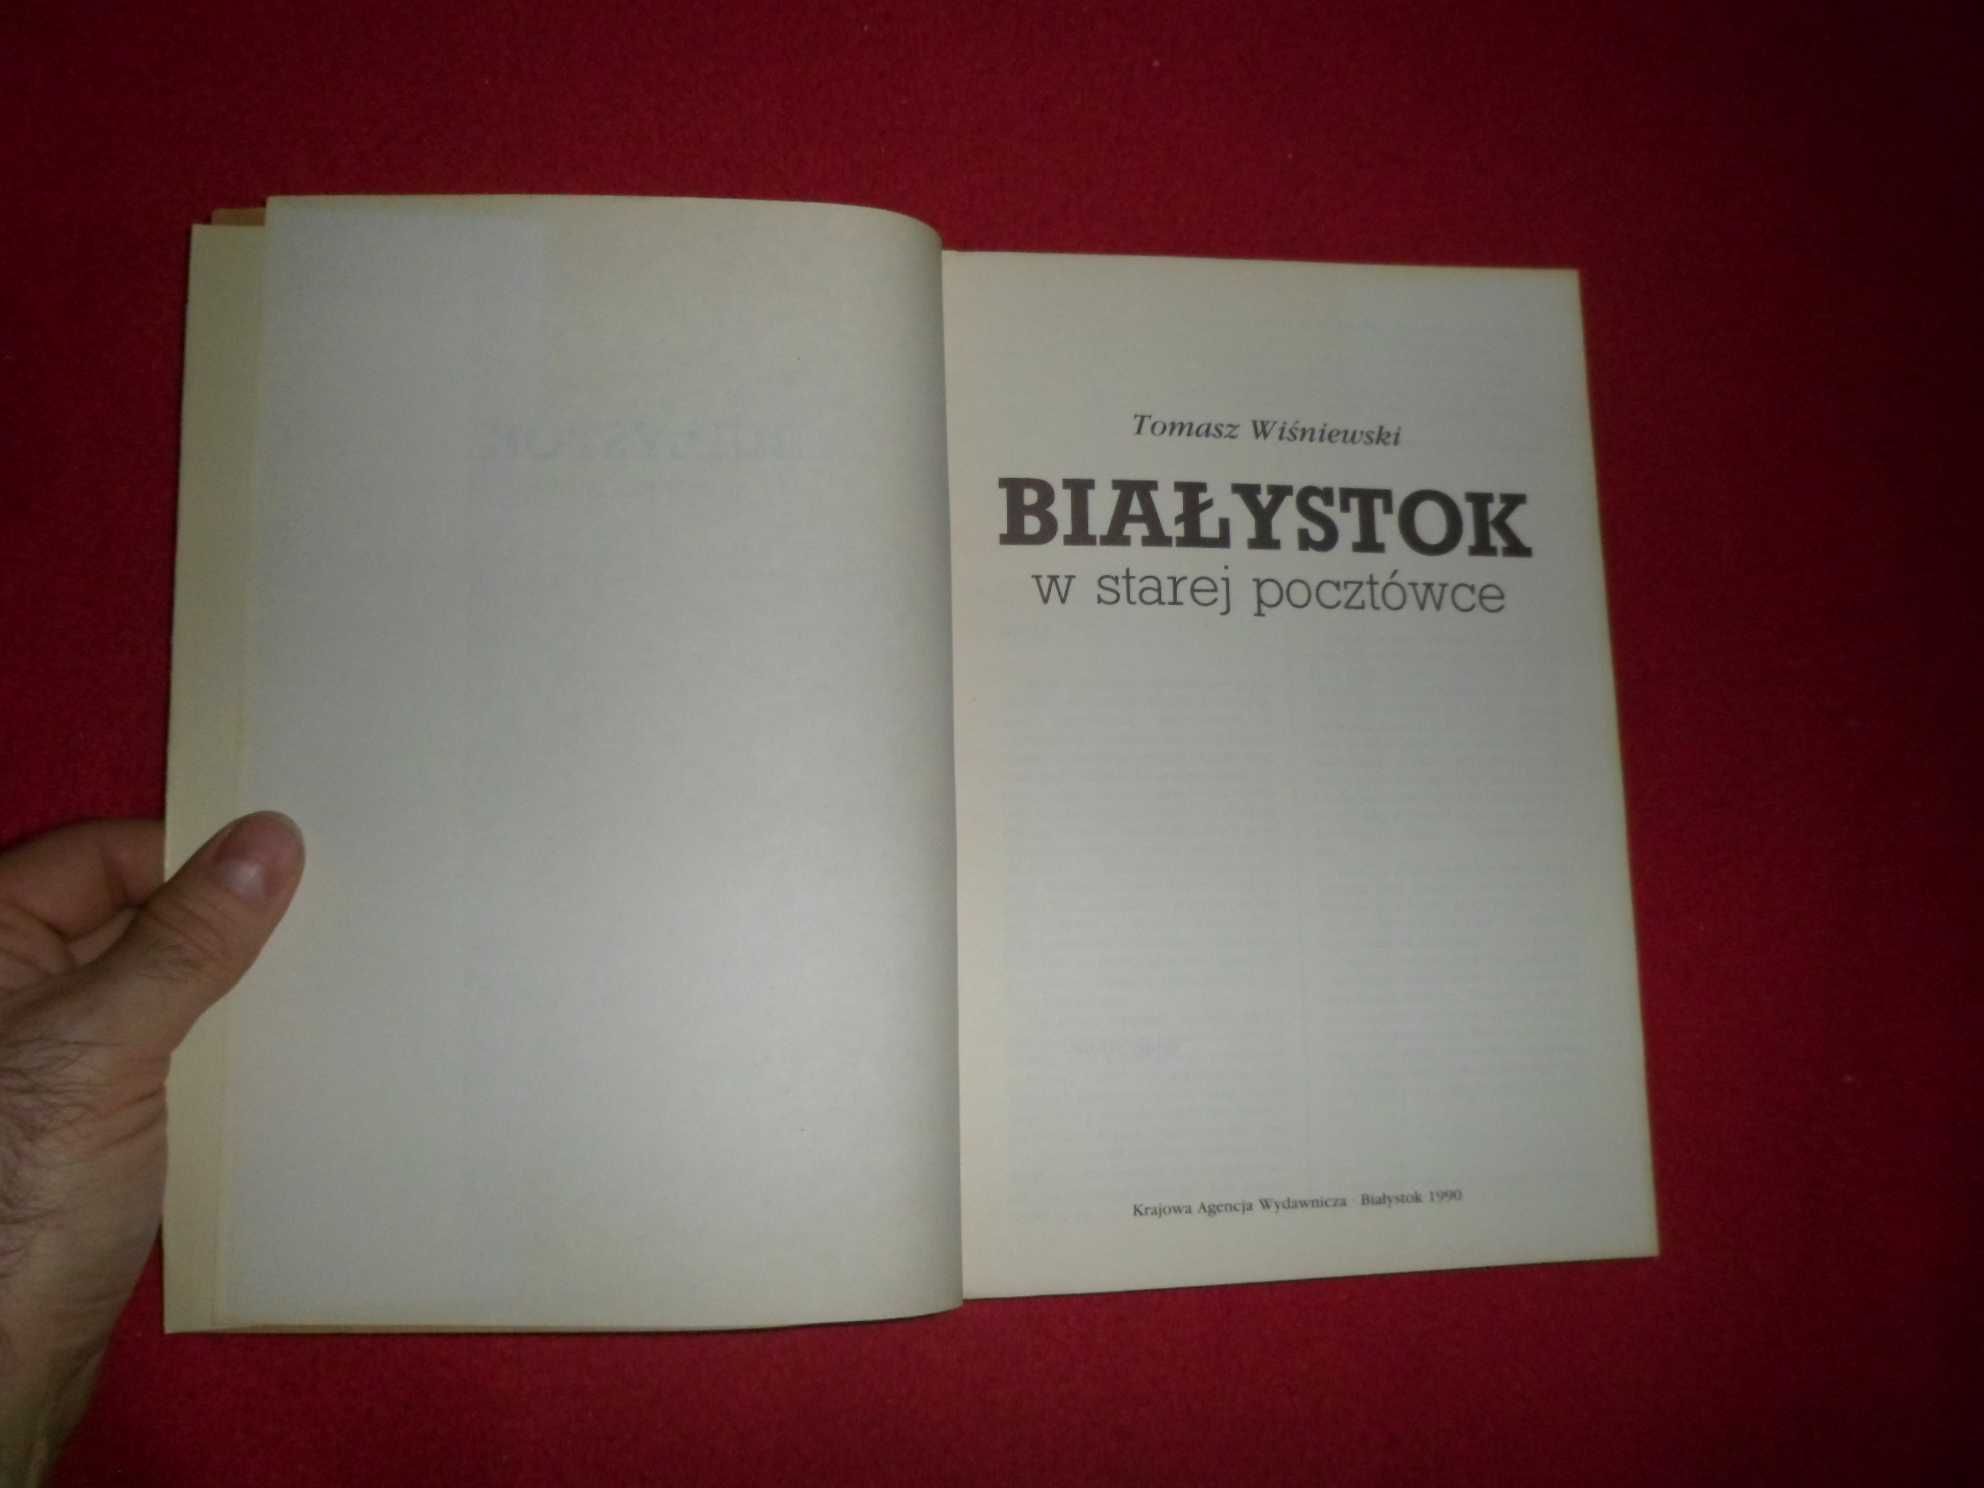 Tomasz Wiśniewski
BIAŁYSTOK
w starej pocztówce
Krajowa Agencja Wydawnicza · Białystok 1990